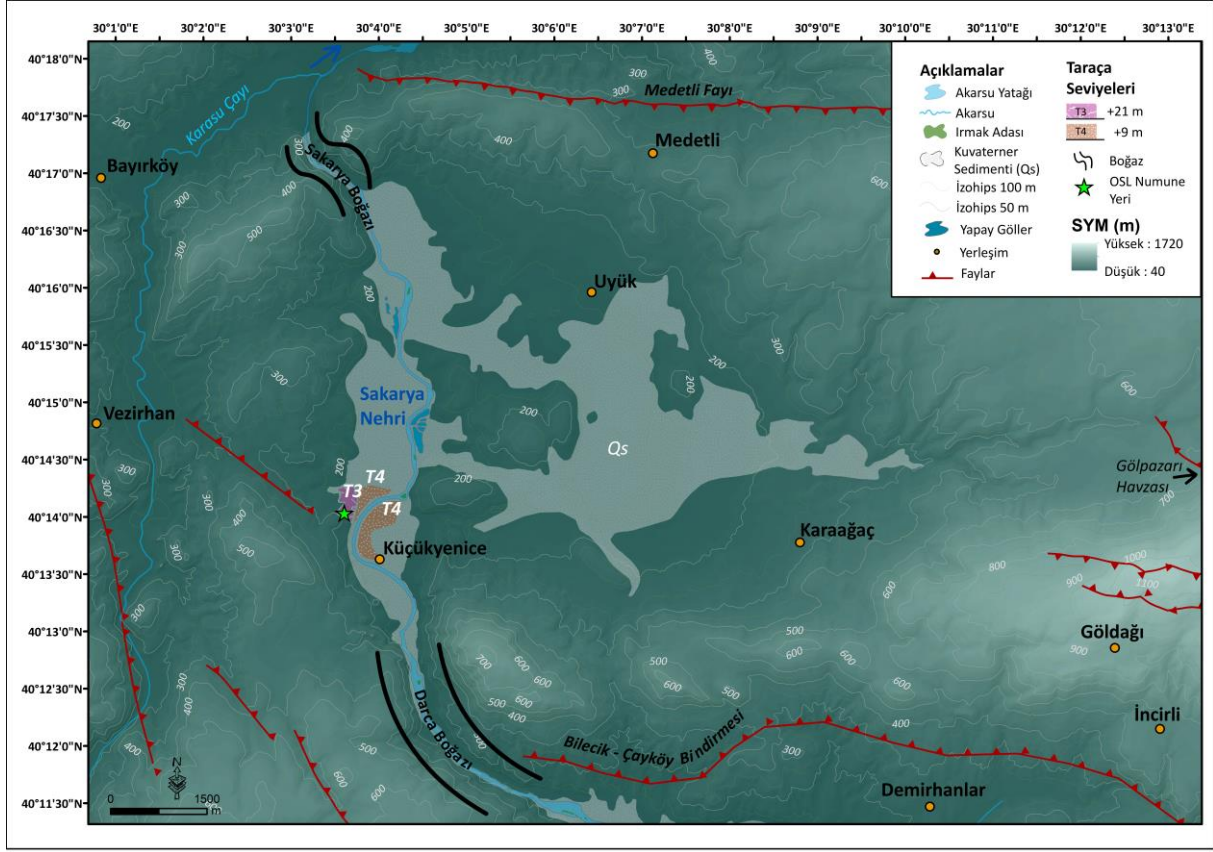 30°1'0"E 30°2'0"E 30°3'0"E 30°4'0"E 30°5'0"E 30°6'0"E 30°7'0"E 30°8'0"E 30°9'0"E 30°10'0"E 30°11'0"E 30°12'0"E 30°13'0"E
40°18'0"N
40°17'30"N
40°17'0"N
40°16'30"N
40°16'0"N
40°15'30"N
40°15'0"N
40°14'30"N
40°14'0"N
40°13'30"N
40°13'0"N
40°12'30"N
40°12'0"N
40°11'30"N
Açıklamalar
Akarsu Yatağı
Akarsu
Irmak Adası
Kuvaterner
Sedimenti (Qs)
İzohips 100 m
İzohips 50 m
Yapay Göller
Yerleşim
Faylar
Taraça
Seviyeleri
T3 +21 m
T4 +9 m
Boğaz
OSL Numune
Yeri
SYM (m)
Yüksek : 1720
Düşük : 40
Karasu Çayı
Medetli Fayı
Medetli
Bayırköy
Sakarya Boğazı
Uyük
Sakarya
Nehri
Vezirhan
Qs
Gölpazarı
Havzası
T4
T3
T4
Küçükyenice
Karaağaç
Göldağı
İncirli
Darca Boğazı
Bilecik - Çayköy Bindirmesi
Demirhanlar
N
0 1500
m